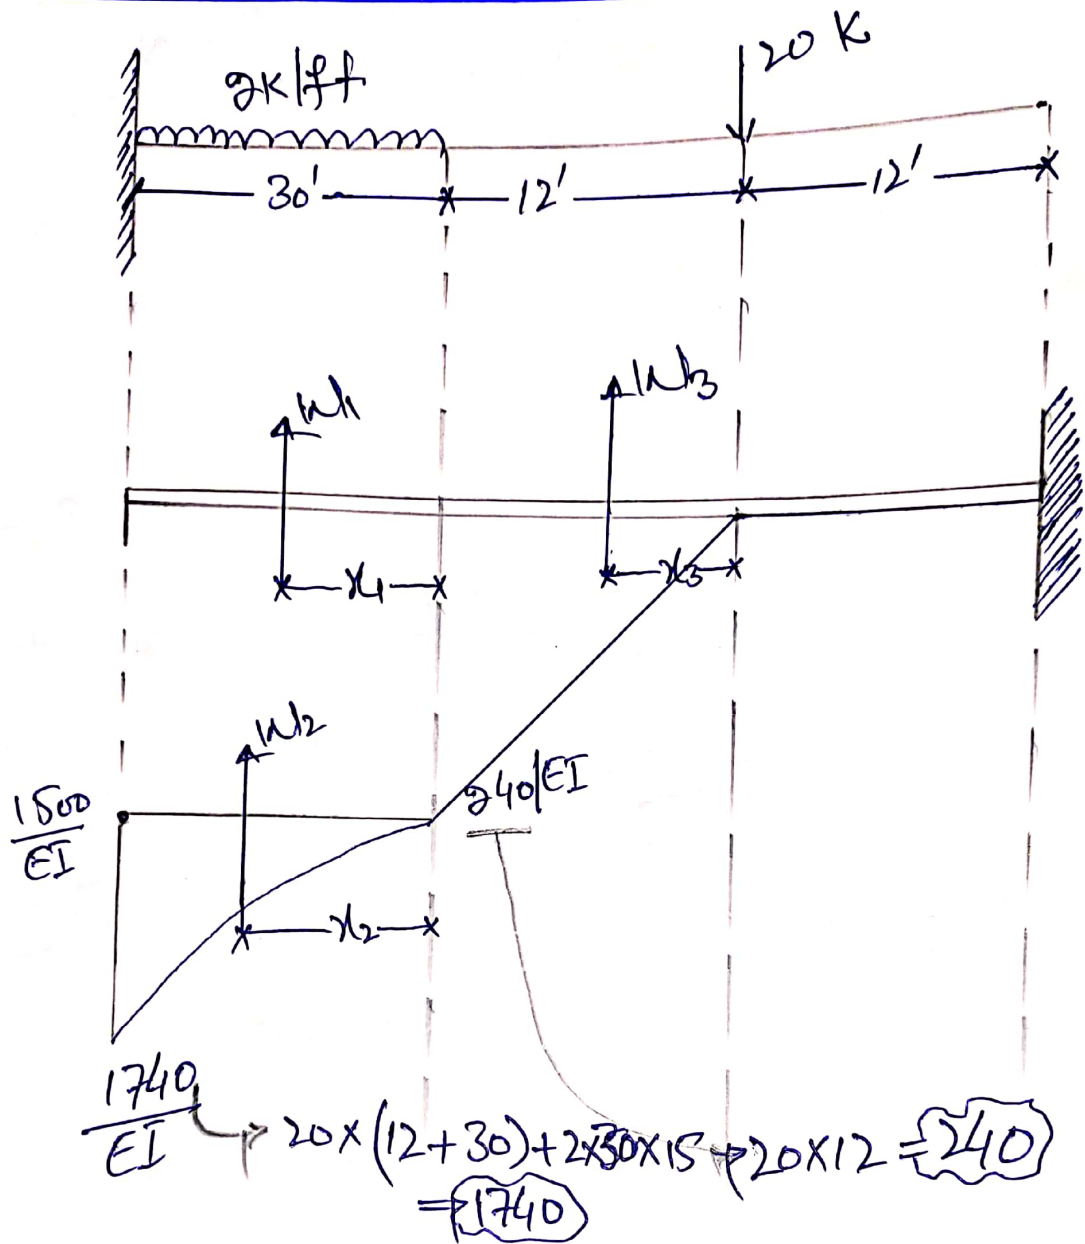 2K/ft
20 K
30'
12'
12'
W1
W3
x1
x3
W2
1500/EI
240/EI
x2
1740/EI
20×(12+30)+2×30×15
20×12 = 240
= 1740